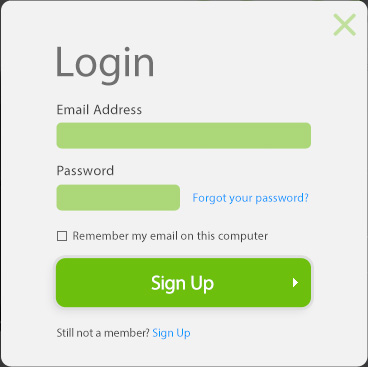 Login
Email Address
Password
Forgot your password?
Remember my email on this computer
Sign Up
Still not a member? Sign Up